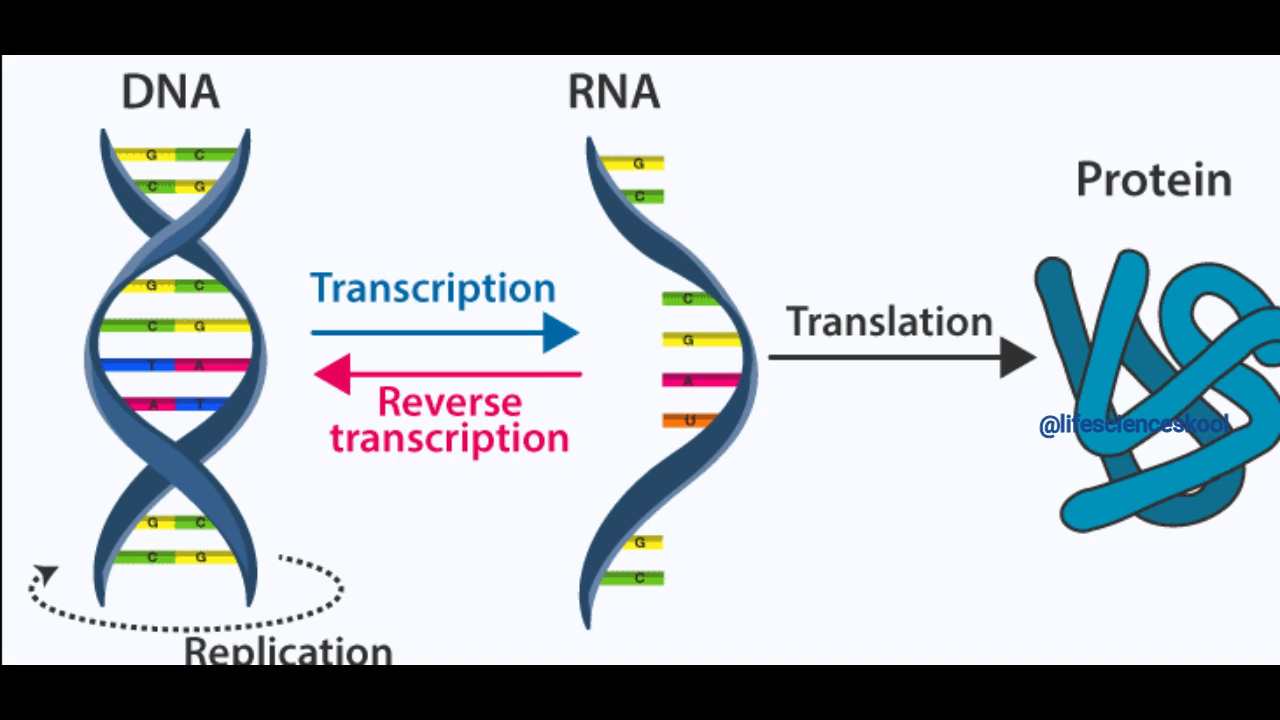 DNA
RNA
Protein
G C
C G
G C
C G
T A
A T
G C
C G
Transcription
Reverse
transcription
G
C
C
G
A
U
G
C
Translation
@lifescienceskool
Replication